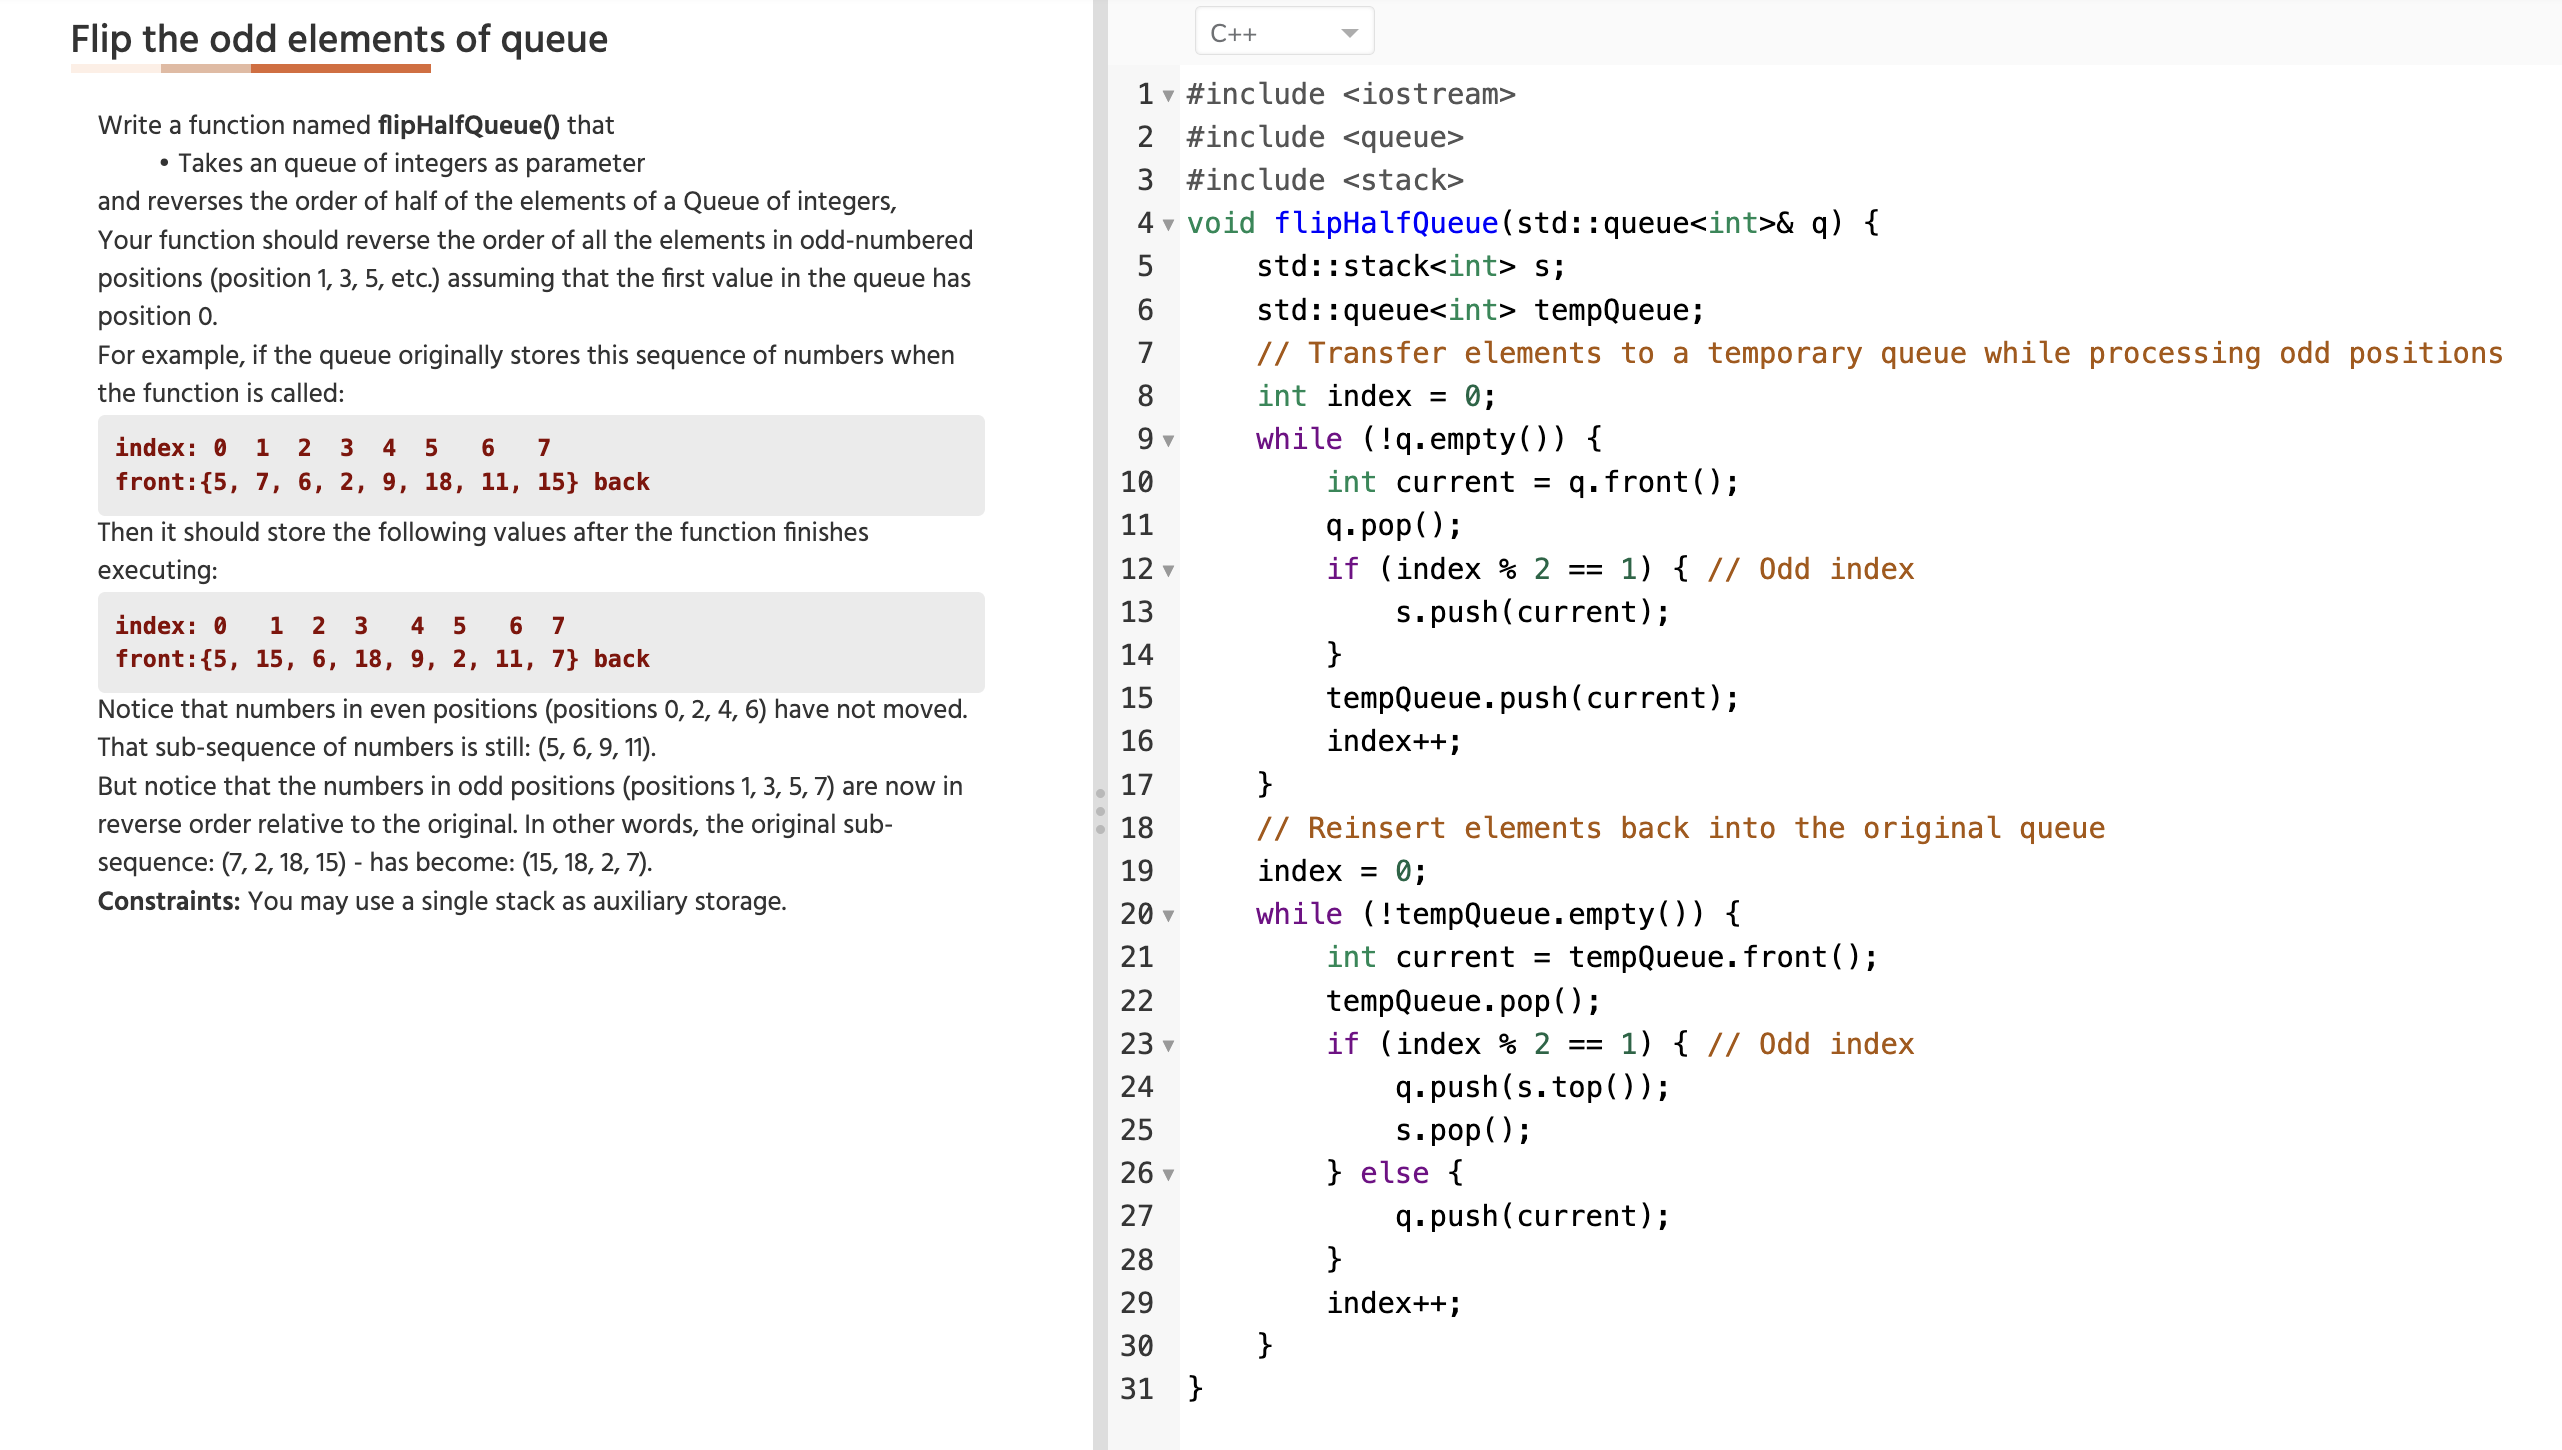 Flip the odd elements of queue
Write a function named flipHalfQueue() that
• Takes an queue of integers as parameter
and reverses the order of half of the elements of a Queue of integers,
Your function should reverse the order of all the elements in odd-numbered
positions (position 1, 3, 5, etc.) assuming that the first value in the queue has
position 0.
For example, if the queue originally stores this sequence of numbers when
the function is called:
index: 0  1  2  3  4  5   6   7
front:{5, 7, 6, 2, 9, 18, 11, 15} back
Then it should store the following values after the function finishes
executing:
index: 0   1  2  3   4  5   6  7
front:{5, 15, 6, 18, 9, 2, 11, 7} back
Notice that numbers in even positions (positions 0, 2, 4, 6) have not moved.
That sub-sequence of numbers is still: (5, 6, 9, 11).
But notice that the numbers in odd positions (positions 1, 3, 5, 7) are now in
reverse order relative to the original. In other words, the original sub-
sequence: (7, 2, 18, 15) - has become: (15, 18, 2, 7).
Constraints: You may use a single stack as auxiliary storage.
C++
1 #include <iostream>
2 #include <queue>
3 #include <stack>
4 void flipHalfQueue(std::queue<int>& q) {
5     std::stack<int> s;
6     std::queue<int> tempQueue;
7     // Transfer elements to a temporary queue while processing odd positions
8     int index = 0;
9     while (!q.empty()) {
10         int current = q.front();
11         q.pop();
12         if (index % 2 == 1) { // Odd index
13             s.push(current);
14         }
15         tempQueue.push(current);
16         index++;
17     }
18     // Reinsert elements back into the original queue
19     index = 0;
20     while (!tempQueue.empty()) {
21         int current = tempQueue.front();
22         tempQueue.pop();
23         if (index % 2 == 1) { // Odd index
24             q.push(s.top());
25             s.pop();
26         } else {
27             q.push(current);
28         }
29         index++;
30     }
31 }